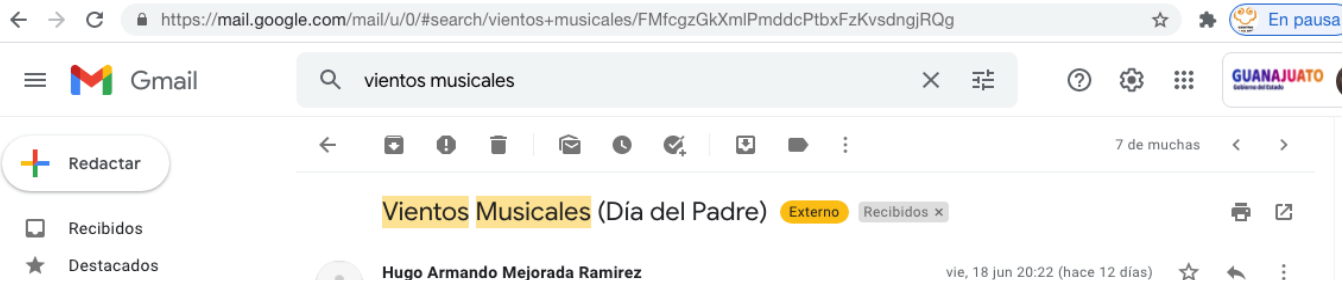 https://mail.google.com/mail/u/0/#search/vientos+musicales/FMfcgzGkXmlPmddcPtbxFzKvsdngjRQg
En pausa
Gmail
vientos musicales
GUANAJUATO
Gobierno del Estado
Redactar
7 de muchas
Vientos Musicales (Día del Padre) Externo Recibidos ×
Recibidos
Destacados
Hugo Armando Mejorada Ramirez
vie, 18 jun 20:22 (hace 12 días)